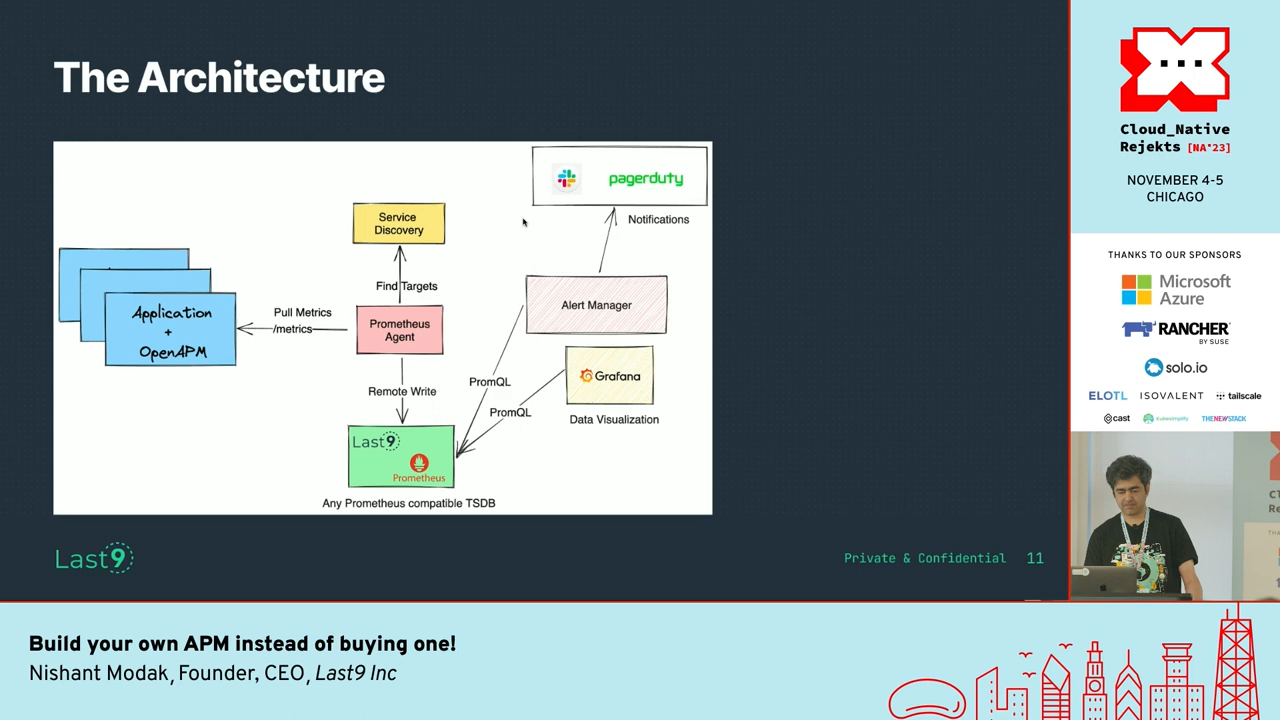 The Architecture
pagerduty
Notifications
Service
Discovery
Find Targets
Application
+
OpenAPM
Pull Metrics
/metrics
Prometheus
Agent
Alert Manager
Remote Write
PromQL
PromQL
Grafana
Data Visualization
Last9
Prometheus
Any Prometheus compatible TSDB
Last9
Private & Confidential
11
Cloud_Native
Rejekts [NA'23]
NOVEMBER 4-5
CHICAGO
THANKS TO OUR SPONSORS
Microsoft
Azure
RANCHER
BY SUSE
solo.io
ELOTL
ISOVALENT
tailscale
cast
THENEWSTACK
Build your own APM instead of buying one!
Nishant Modak, Founder, CEO, Last9 Inc